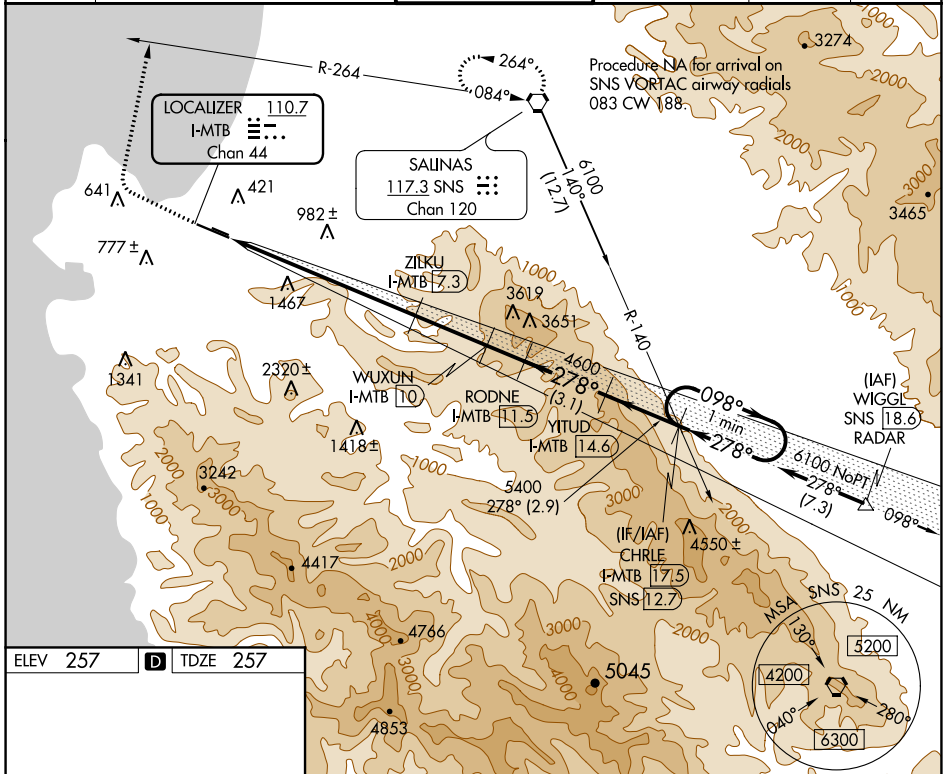 R-264
264°
084°
Procedure NA for arrival on
SNS VORTAC airway radials
083 CW 188.
3274
1000
2000
3000
3465
1000
LOCALIZER 110.7
I-MTB
Chan 44
SALINAS
117.3 SNS
Chan 120
6100
140°
(12.7)
R-140
641
421
982 ±
777 ±
1467
ZILKU
I-MTB 7.3
1000
3619
3651
1341
2320 ±
1418 ±
WUXUN
I-MTB 10
RODNE
I-MTB 11.5
YITUD
I-MTB 14.6
4600
278°
(3.1)
098°
1 min
278°
(IAF)
WIGGL
SNS 18.6
RADAR
6100 NoPT
278°
(7.3)
098°
5400
278° (2.9)
(IF/IAF)
CHRLE
I-MTB 17.5
SNS 12.7
4550 ±
2000
3000
1000
2000
3000
1000
3242
1000
2000
4417
4000
3000
4766
4853
3000
4000
5045
2000
2000
1000
MSA SNS 25 NM
130°
5200
4200
040°
280°
6300
ELEV 257 D TDZE 257